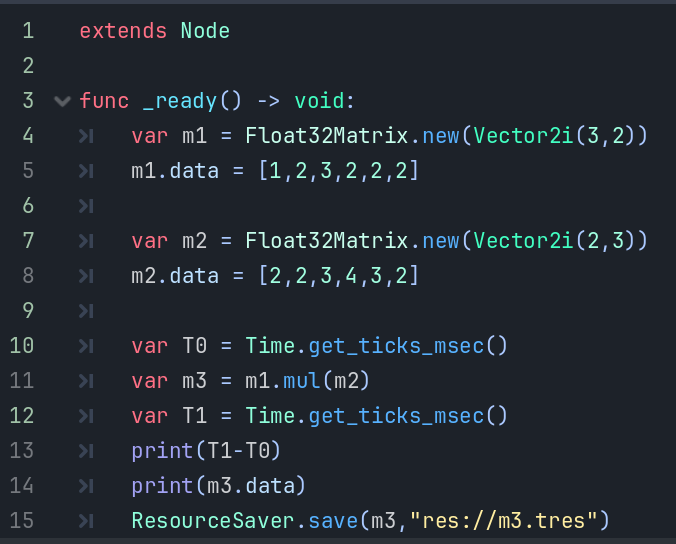 1 extends Node
2
3 func _ready() -> void:
4 var m1 = Float32Matrix.new(Vector2i(3,2))
5 m1.data = [1,2,3,2,2,2]
6
7 var m2 = Float32Matrix.new(Vector2i(2,3))
8 m2.data = [2,2,3,4,3,2]
9
10 var T0 = Time.get_ticks_msec()
11 var m3 = m1.mul(m2)
12 var T1 = Time.get_ticks_msec()
13 print(T1-T0)
14 print(m3.data)
15 ResourceSaver.save(m3,"res://m3.tres")